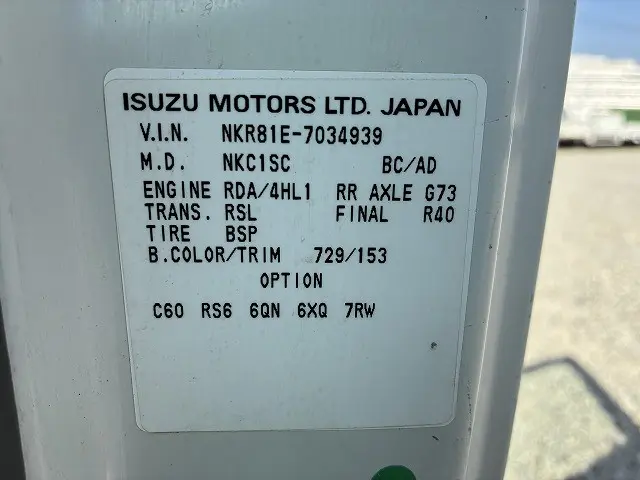 ISUZU MOTORS LTD. JAPAN
V.I.N. NKR81E-7034939
M.D. NKC1SC BC/AD
ENGINE RDA/4HL1 RR AXLE G73
TRANS. RSL FINAL R40
TIRE BSP
B.COLOR/TRIM 729/153
OPTION
C60 RS6 6QN 6XQ 7RW